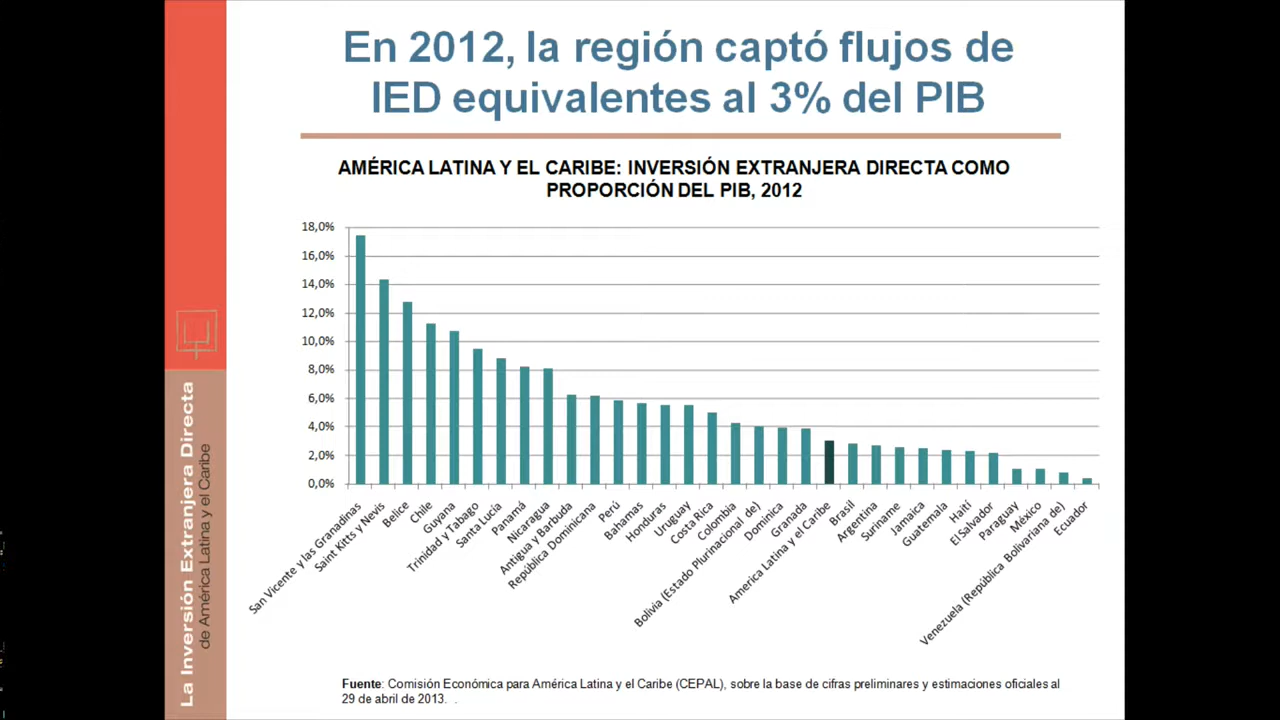 En 2012, la región captó flujos de
IED equivalentes al 3% del PIB
AMÉRICA LATINA Y EL CARIBE: INVERSIÓN EXTRANJERA DIRECTA COMO
PROPORCIÓN DEL PIB, 2012
18,0%
16,0%
14,0%
12,0%
10,0%
8,0%
6,0%
4,0%
2,0%
0,0%
San Vicente y las Granadinas
Saint Kitts y Nevis
Belice
Chile
Guyana
Trinidad y Tabago
Santa Lucía
Panamá
Nicaragua
Antigua y Barbuda
República Dominicana
Perú
Bahamas
Honduras
Uruguay
Costa Rica
Colombia
Bolivia (Estado Plurinacional de)
Dominica
Granada
America Latina y el Caribe
Brasil
Argentina
Suriname
Jamaica
Guatemala
Haití
El Salvador
Paraguay
México
Venezuela (República Bolivariana de)
Ecuador
La Inversión Extranjera Directa
de América Latina y el Caribe
Fuente: Comisión Económica para América Latina y el Caribe (CEPAL), sobre la base de cifras preliminares y estimaciones oficiales al
29 de abril de 2013. .